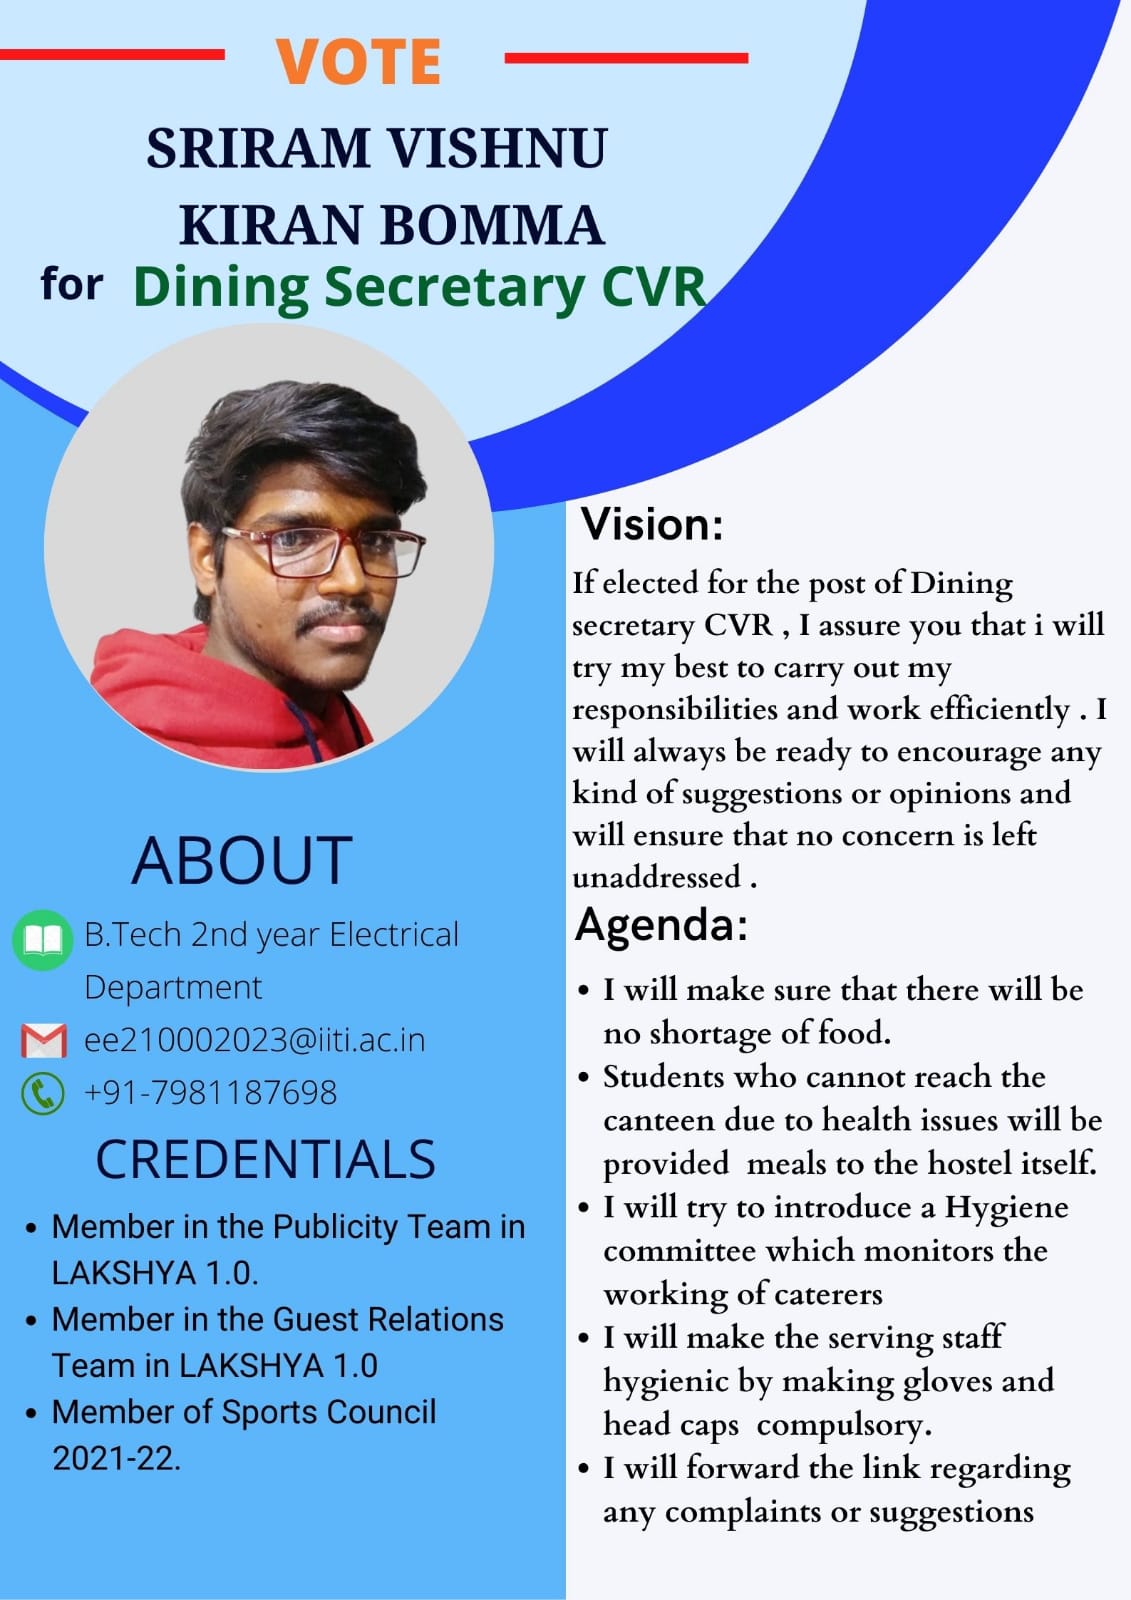 VOTE
SRIRAM VISHNU
KIRAN BOMMA
for Dining Secretary CVR
ABOUT
B.Tech 2nd year Electrical
Department
ee210002023@iiti.ac.in
+91-7981187698
CREDENTIALS
• Member in the Publicity Team in
LAKSHYA 1.0.
• Member in the Guest Relations
Team in LAKSHYA 1.0
• Member of Sports Council
2021-22.
Vision:
If elected for the post of Dining
secretary CVR , I assure you that i will
try my best to carry out my
responsibilities and work efficiently . I
will always be ready to encourage any
kind of suggestions or opinions and
will ensure that no concern is left
unaddressed .
Agenda:
• I will make sure that there will be
no shortage of food.
• Students who cannot reach the
canteen due to health issues will be
provided  meals to the hostel itself.
• I will try to introduce a Hygiene
committee which monitors the
working of caterers
• I will make the serving staff
hygienic by making gloves and
head caps  compulsory.
• I will forward the link regarding
any complaints or suggestions